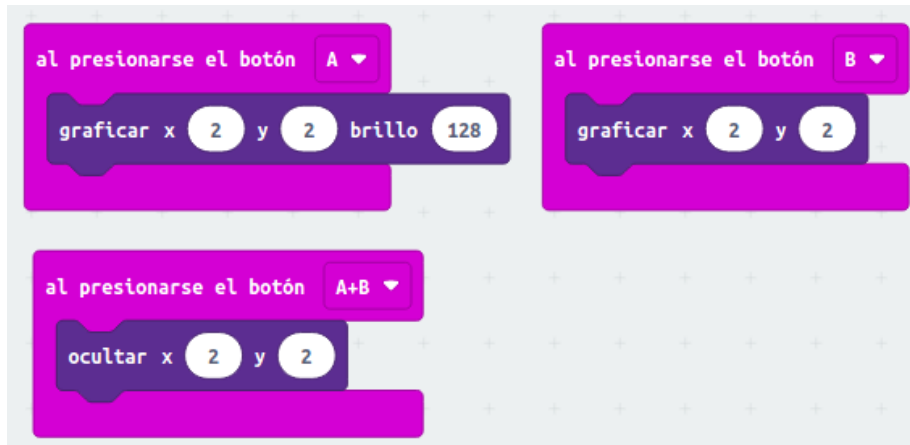 al presionarse el botón A
graficar x 2 y 2 brillo 128
al presionarse el botón B
graficar x 2 y 2
al presionarse el botón A+B
ocultar x 2 y 2